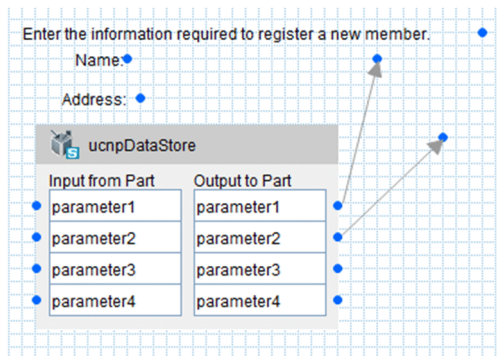 Enter the information required to register a new member.
Name:
Address:
S
ucnpDataStore
Input from Part Output to Part
parameter1 parameter1
parameter2 parameter2
parameter3 parameter3
parameter4 parameter4